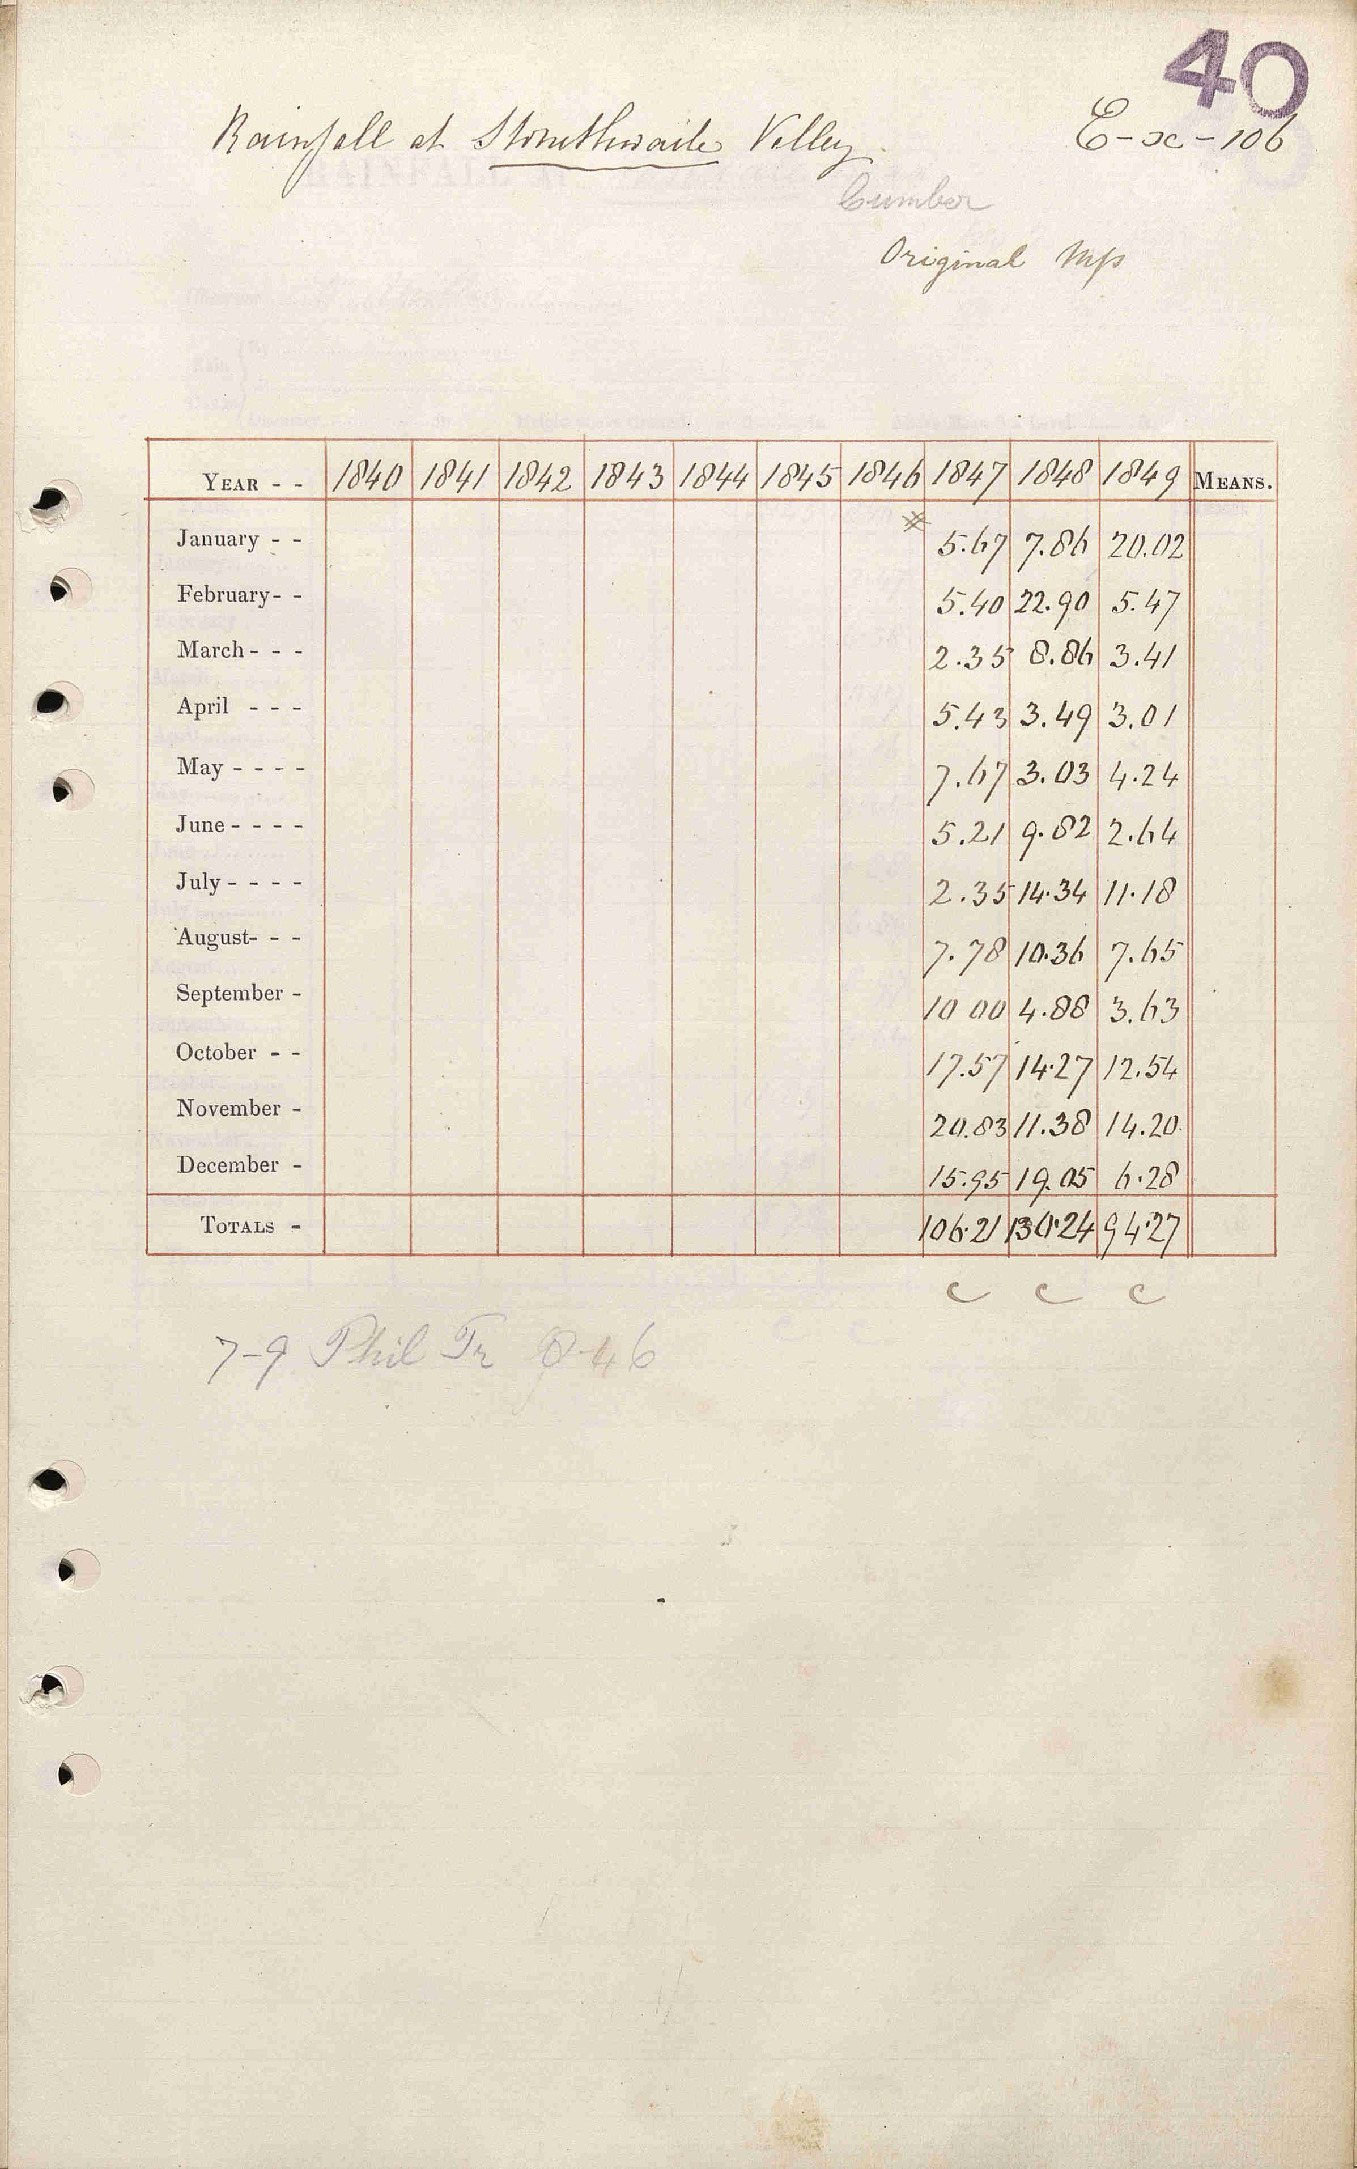 40
Rainfall at Stonethwaite Valley. E-x-106
Cumber
Original Mss
YEAR - - 1840 1841 1842 1843 1844 1845 1846 1847 1848 1849 MEANS.
January - - 5.67 7.86 20.02
February- - 5.40 22.90 5.47
March - - - 2.35 8.86 3.41
April - - - 5.43 3.49 3.01
May - - - - 7.67 3.03 4.24
June - - - - 5.21 9.82 2.64
July - - - - 2.35 14.34 11.18
August- - - 7.78 10.36 7.65
September - 10 00 4.88 3.63
October - - 17.57 14.27 12.54
November - 20.83 11.38 14.20
December - 15.95 19.05 6.28
TOTALS - 106.21 130.24 94.27
c c c
7-9 Phil Tr